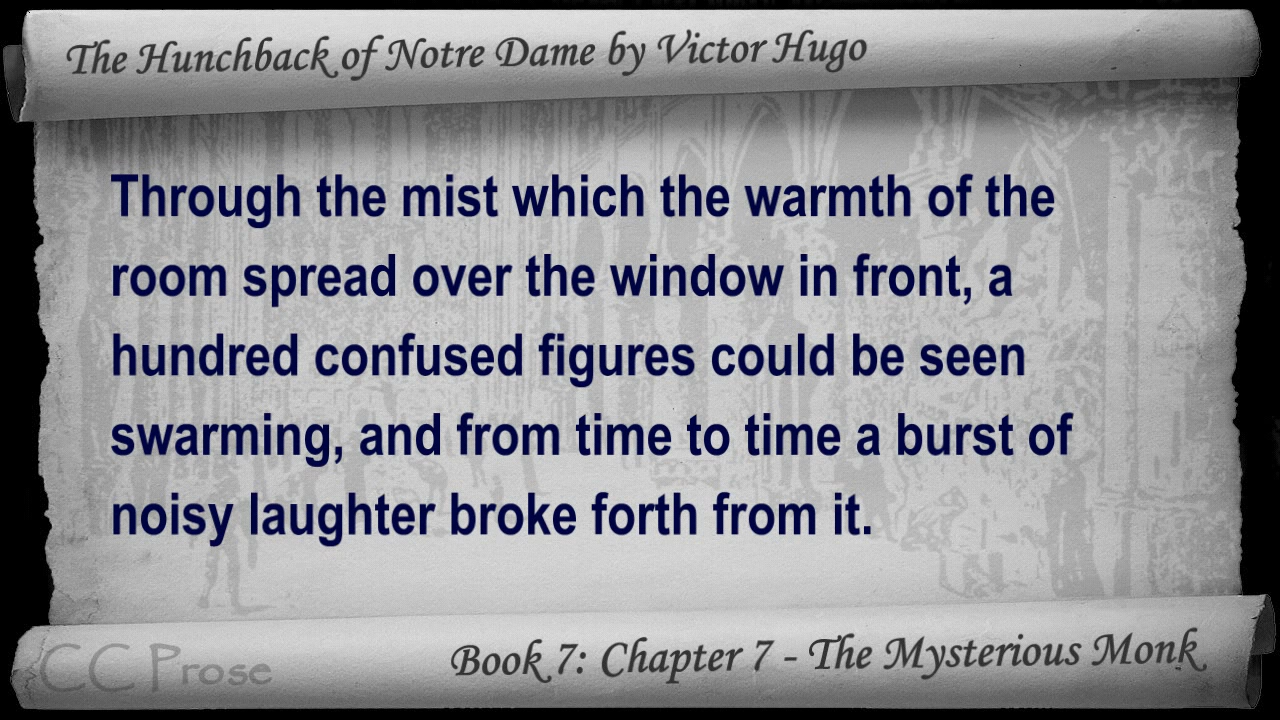 The Hunchback of Notre Dame by Victor Hugo
Through the mist which the warmth of the
room spread over the window in front, a
hundred confused figures could be seen
swarming, and from time to time a burst of
noisy laughter broke forth from it.
CC Prose
Book 7: Chapter 7 - The Mysterious Monk